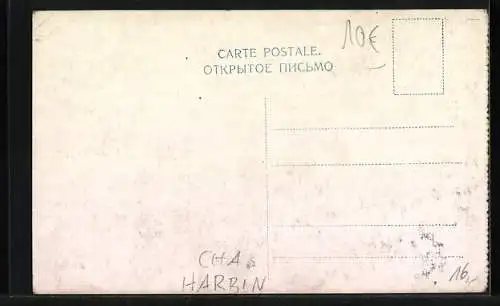 10€
CARTE POSTALE.
ОТКРЫТОЕ ПИСЬМО
CHA
HARBIN
16